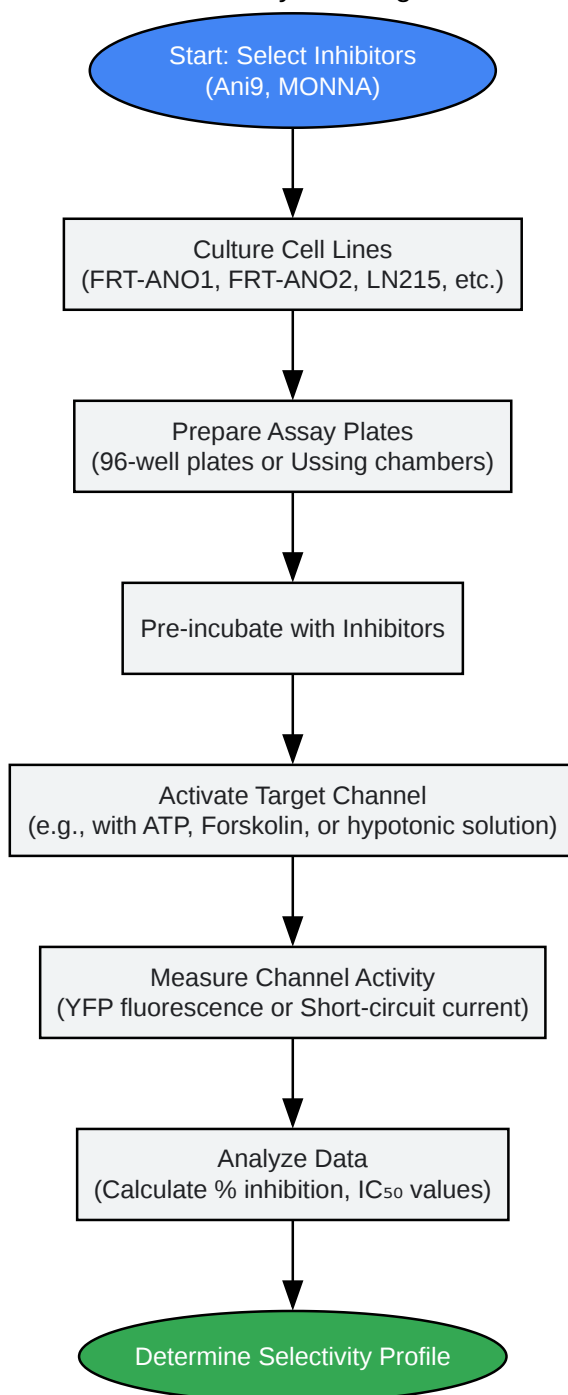 Start: Select Inhibitors
(Ani9, MONNA)
Culture Cell Lines
(FRT-ANO1, FRT-ANO2, LN215, etc.)
Prepare Assay Plates
(96-well plates or Ussing chambers)
Pre-incubate with Inhibitors
Activate Target Channel
(e.g., with ATP, Forskolin, or hypotonic solution)
Measure Channel Activity
(YFP fluorescence or Short-circuit current)
Analyze Data
(Calculate % inhibition, IC₅₀ values)
Determine Selectivity Profile